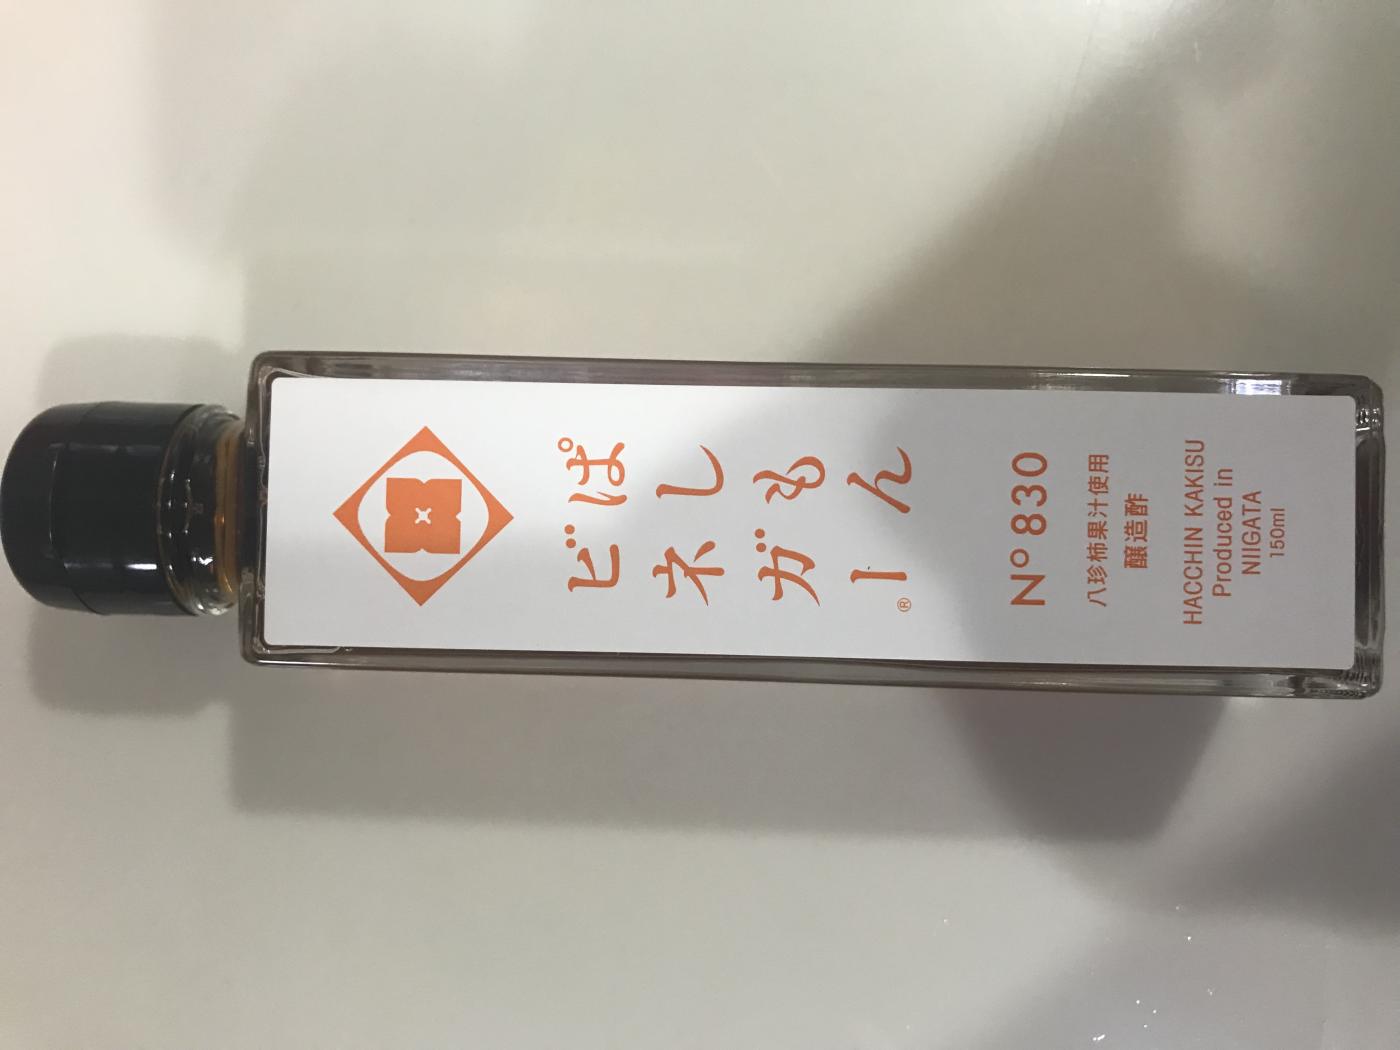 ぱしもん
ビネガー®
N° 830
八珍柿果汁使用
醸造酢
HACCHIN KAKISU
Produced in
NIIGATA
150ml